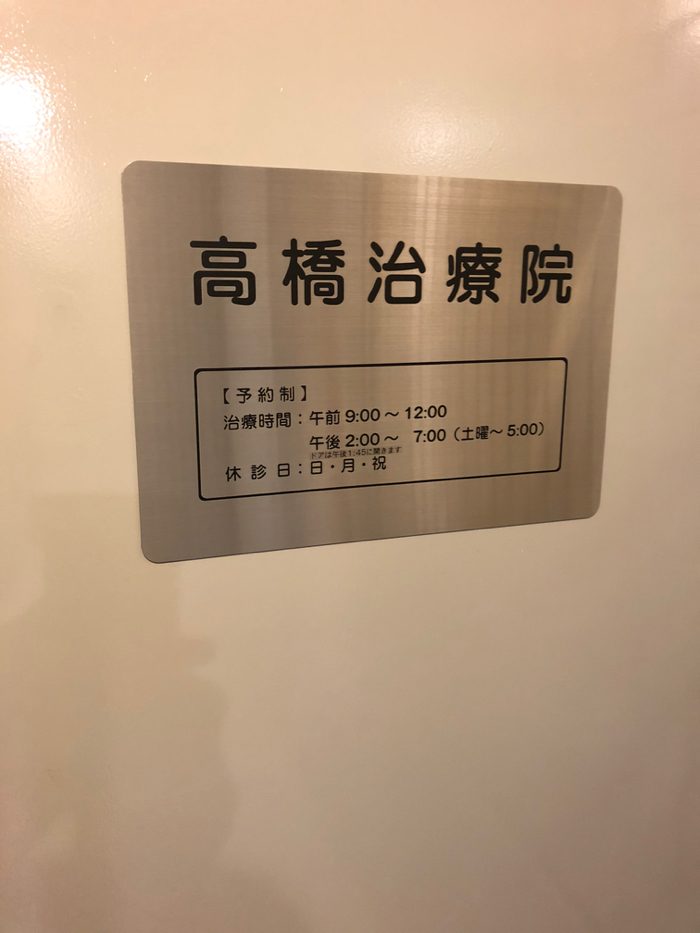 高橋治療院
【予約制】
治療時間：午前 9:00～12:00
午後 2:00～ 7:00（土曜～5:00）
ドアは午後1:45に開きます
休診日：日・月・祝